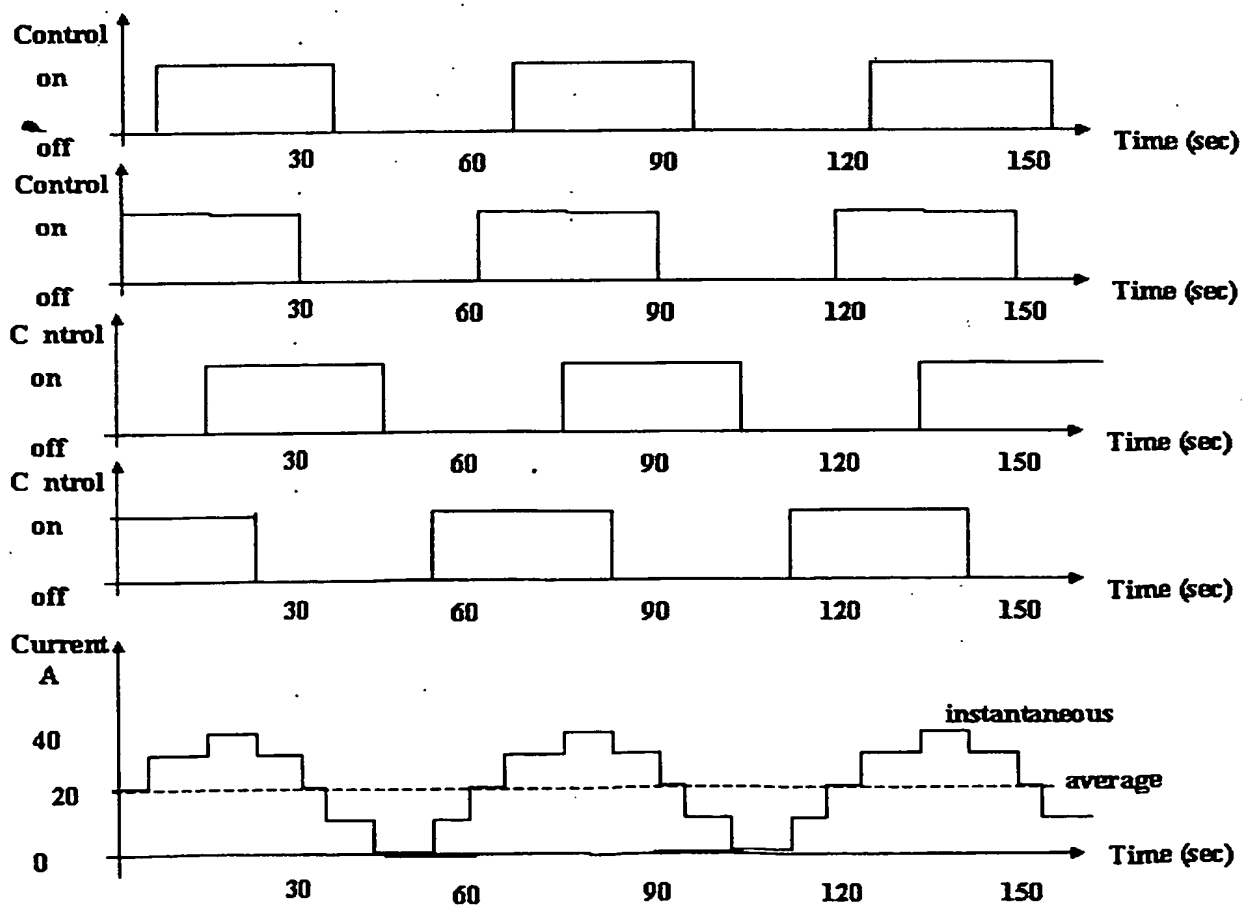 Control
on
off
Time (sec)
30 60 90 120 150
Control
on
off
Time (sec)
30 60 90 120 150
C ntrol
on
off
Time (sec)
30 60 90 120 150
C ntrol
on
off
Time (sec)
30 60 90 120 150
Current
A
40
instantaneous
20
average
0
Time (sec)
30 60 90 120 150